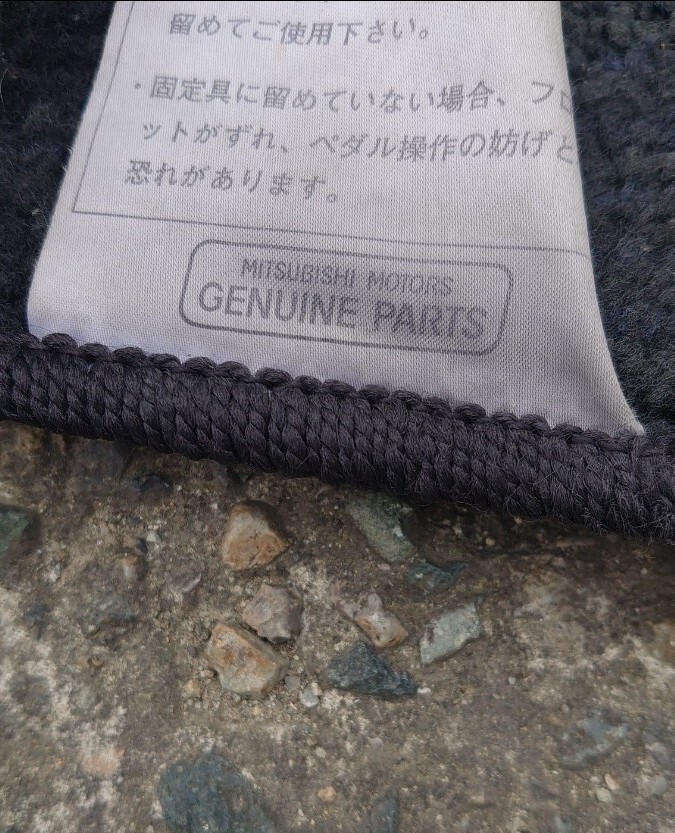 留めてご使用下さい。
・固定具に留めていない場合、フロ
ットがずれ、ペダル操作の妨げと
恐れがあります。
MITSUBISHI MOTORS
GENUINE PARTS